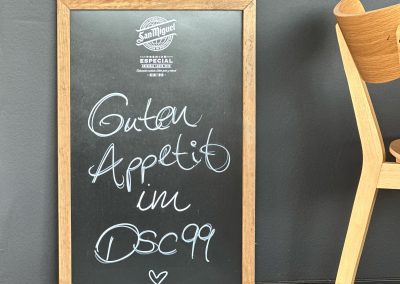 San Miguel
ESPECIAL
Guten
Appetit
im
DSC99